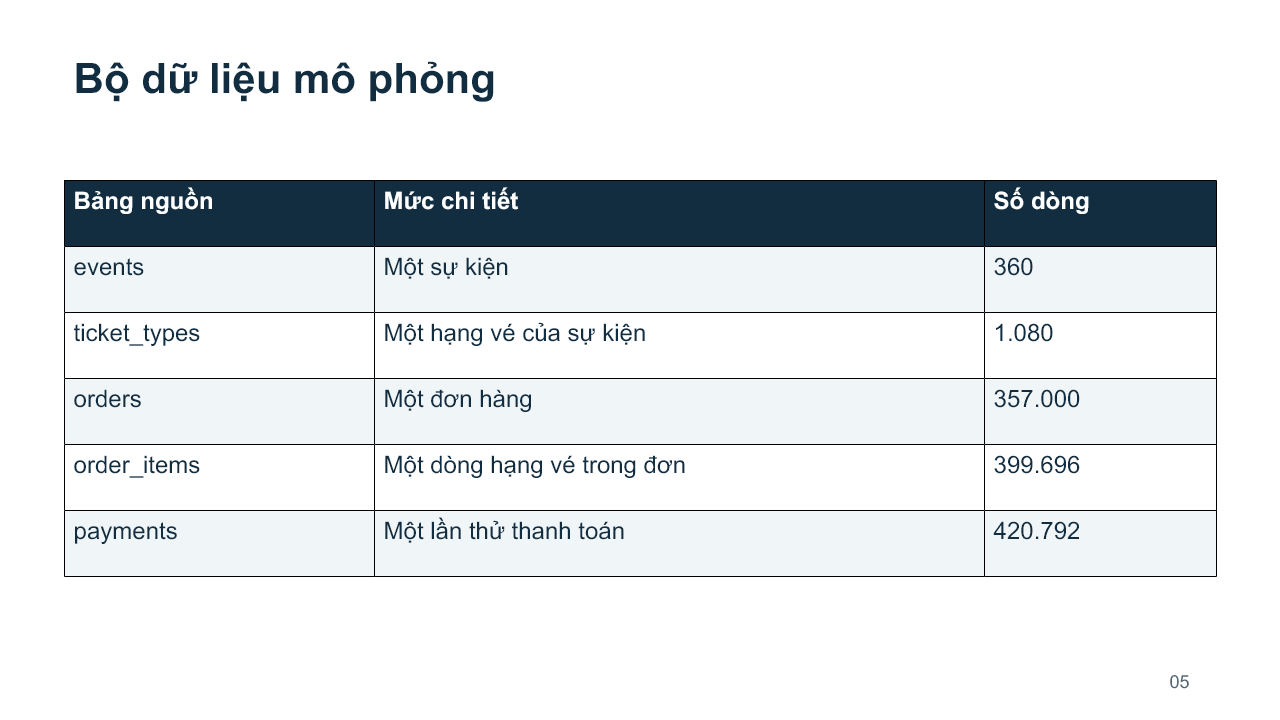 Bộ dữ liệu mô phỏng
Bảng nguồn Mức chi tiết Số dòng
events Một sự kiện 360
ticket_types Một hạng vé của sự kiện 1.080
orders Một đơn hàng 357.000
order_items Một dòng hạng vé trong đơn 399.696
payments Một lần thử thanh toán 420.792
05